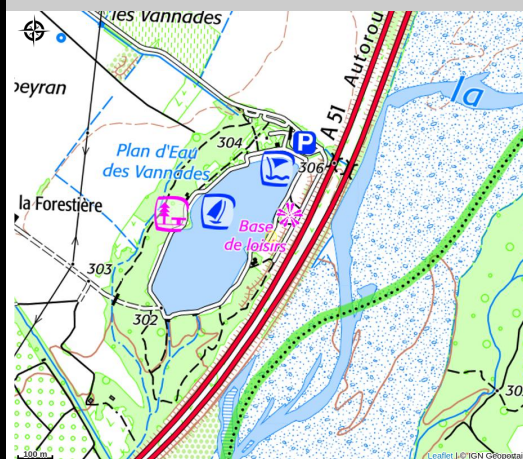 les Vannades
Autorou
A 51
la
peyran
304
P
Plan d'Eau
des Vannades
306
la Forestière
Base
de loisirs
303
302
30
100 m
Leaflet | © IGN Géoportail